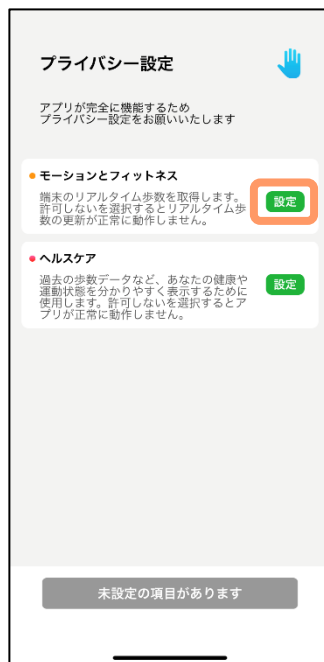 プライバシー設定
アプリが完全に機能するため
プライバシー設定をお願いいたします
モーションとフィットネス
端末のリアルタイム歩数を取得します。
許可しないを選択するとリアルタイム歩
数の更新が正常に動作しません。
設定
ヘルスケア
過去の歩数データなど、あなたの健康や
運動状態を分かりやすく表示するために
使用します。許可しないを選択するとア
プリが正常に動作しません。
設定
未設定の項目があります